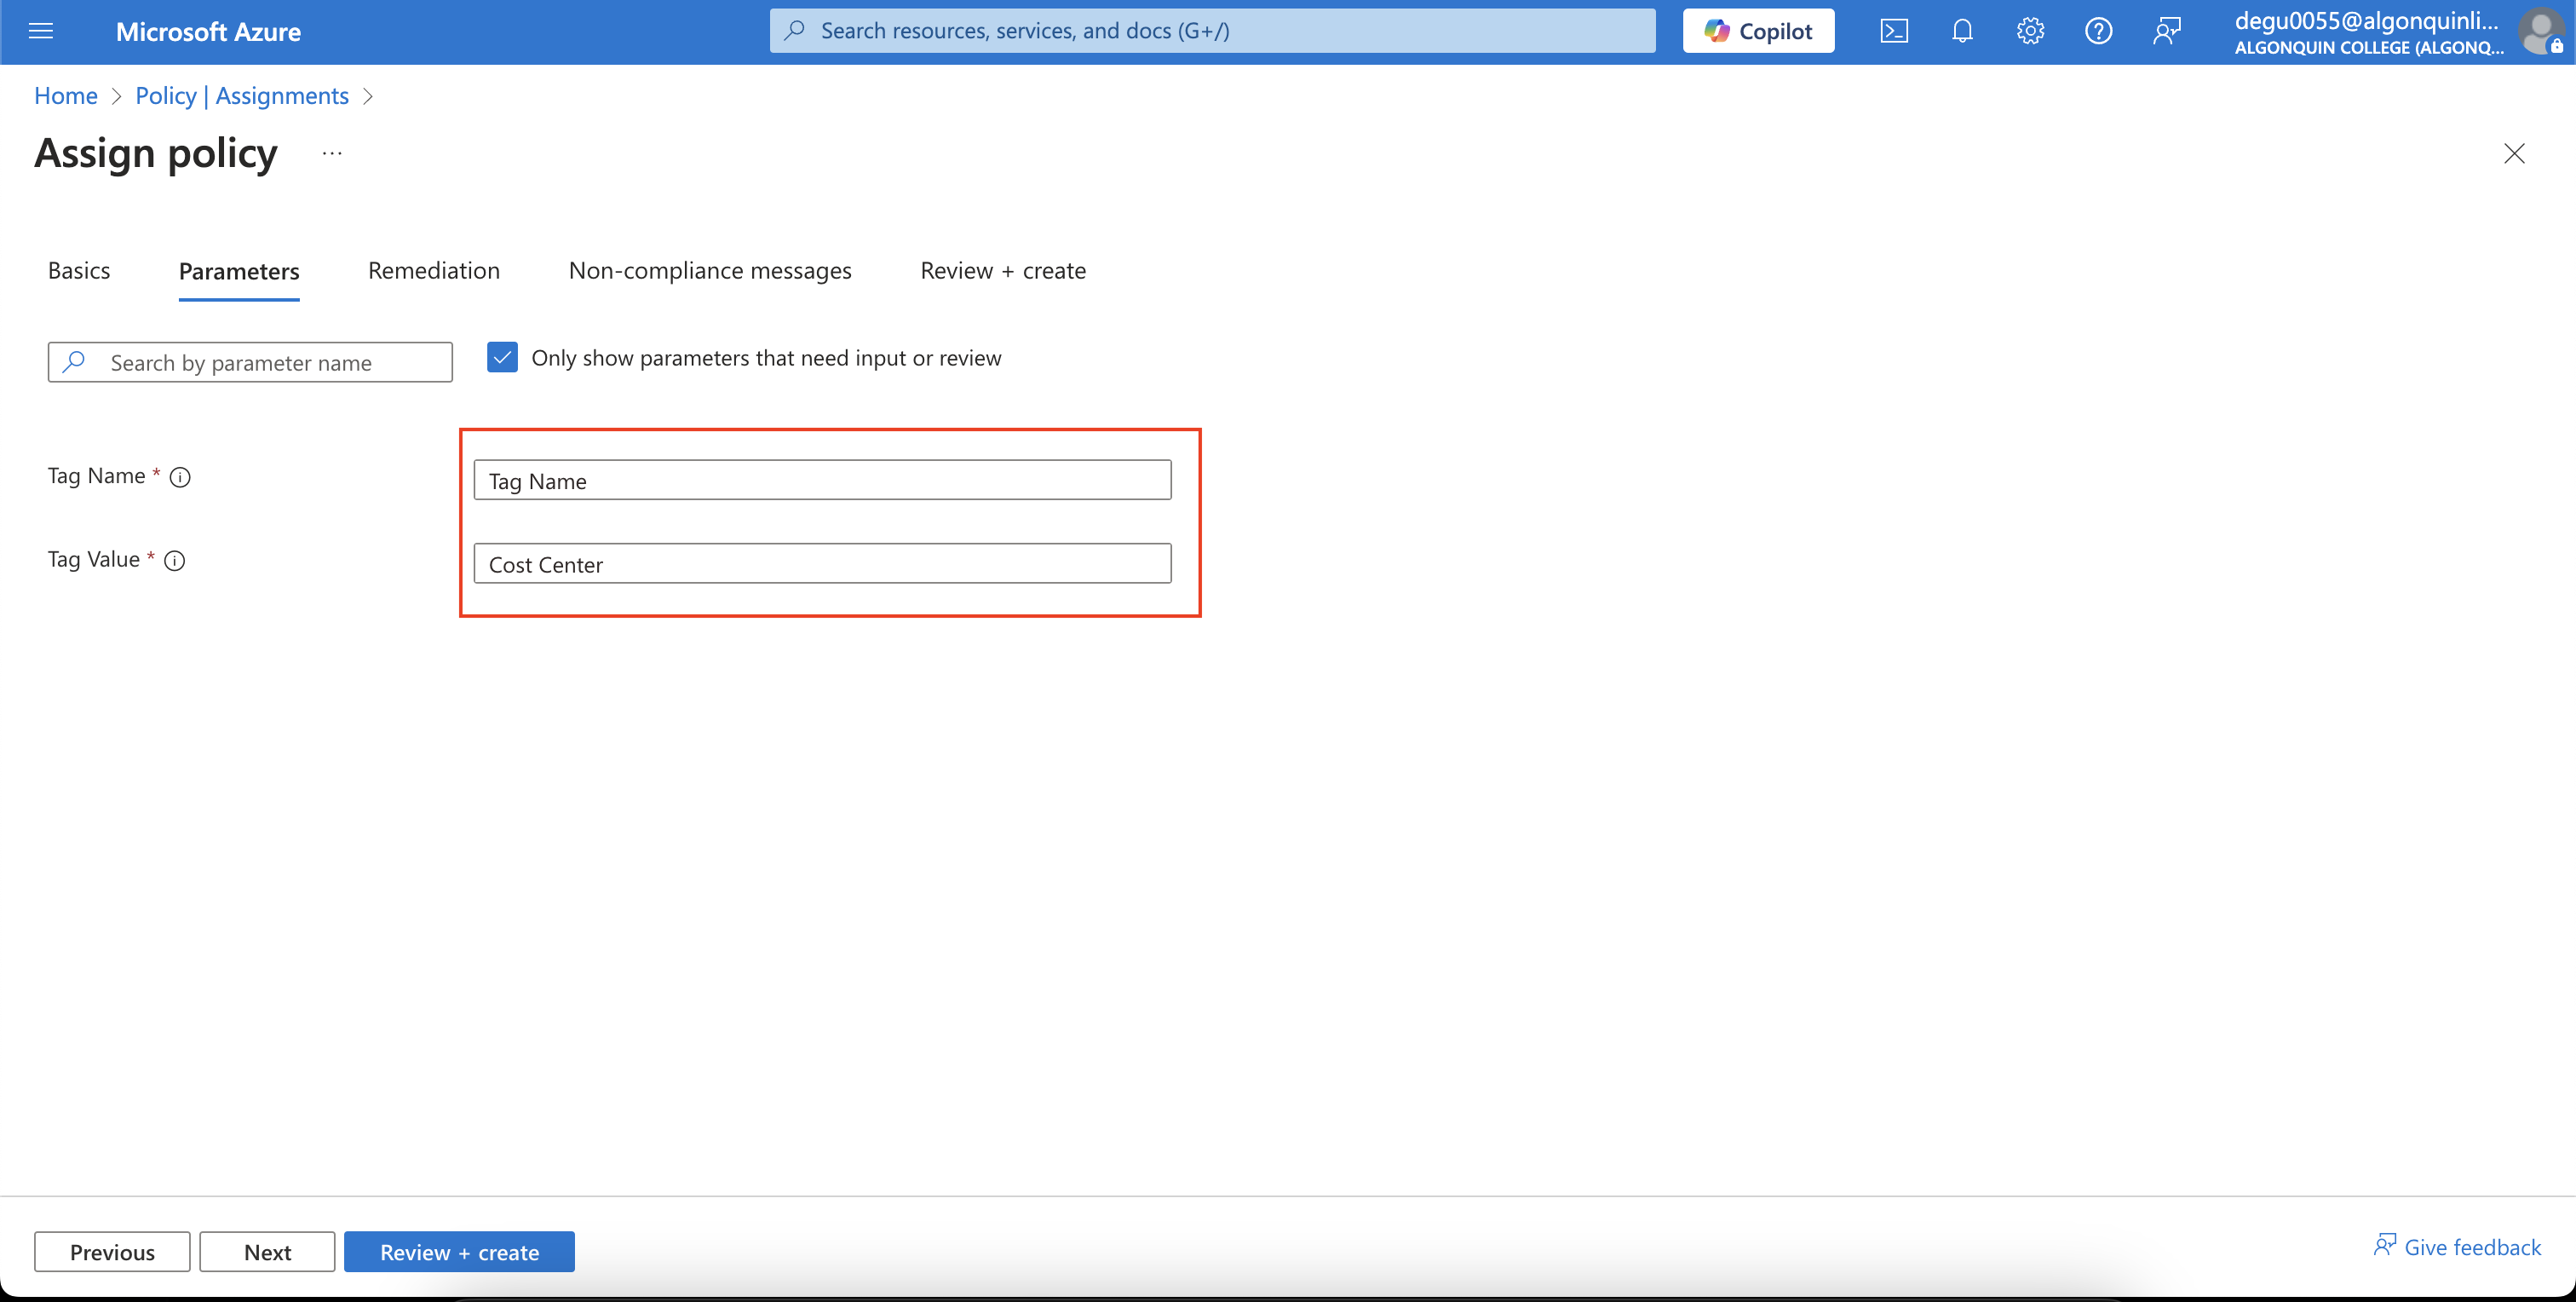 Microsoft Azure
Search resources, services, and docs (G+/)
Copilot
degu0055@algonquinli...
ALGONQUIN COLLEGE (ALGONQ...
Home > Policy | Assignments >
Assign policy ...
Basics
Parameters
Remediation
Non-compliance messages
Review + create
Search by parameter name
Only show parameters that need input or review
Tag Name *
Tag Name
Tag Value *
Cost Center
Previous
Next
Review + create
Give feedback